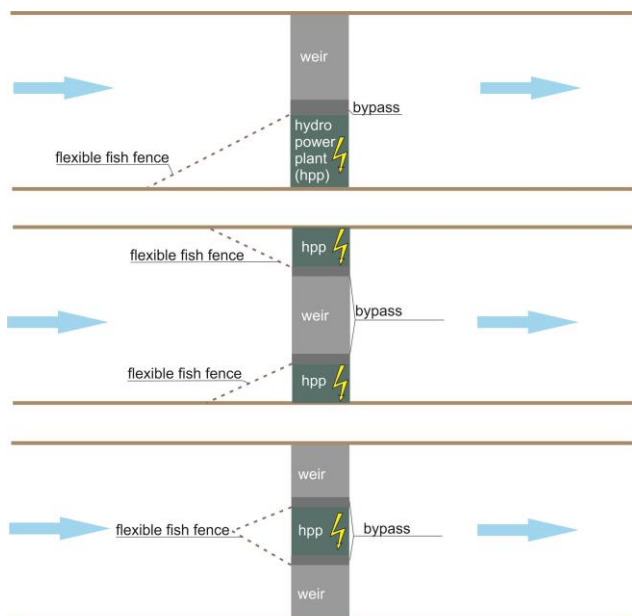 weir
bypass
hydro
power
plant
(hpp)
flexible fish fence
hpp
flexible fish fence
weir
bypass
flexible fish fence
hpp
weir
flexible fish fence
hpp
bypass
weir